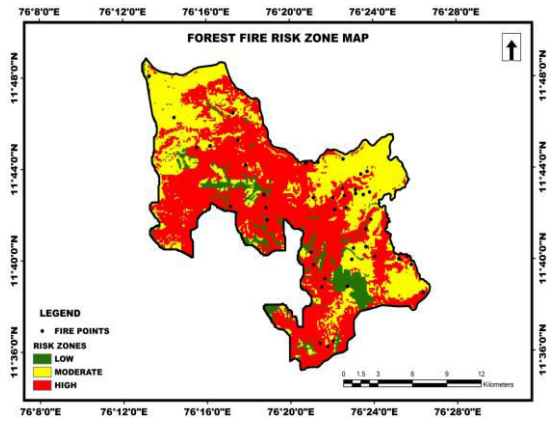 76°8'0"E 76°12'0"E 76°16'0"E 76°20'0"E 76°24'0"E 76°28'0"E
FOREST FIRE RISK ZONE MAP
11°48'0"N 11°48'0"N
11°44'0"N 11°44'0"N
11°40'0"N 11°40'0"N
11°36'0"N 11°36'0"N
LEGEND
FIRE POINTS
RISK ZONES
LOW
MODERATE
HIGH
0 1.5 3 6 9 12
Kilometers
76°8'0"E 76°12'0"E 76°16'0"E 76°20'0"E 76°24'0"E 76°28'0"E